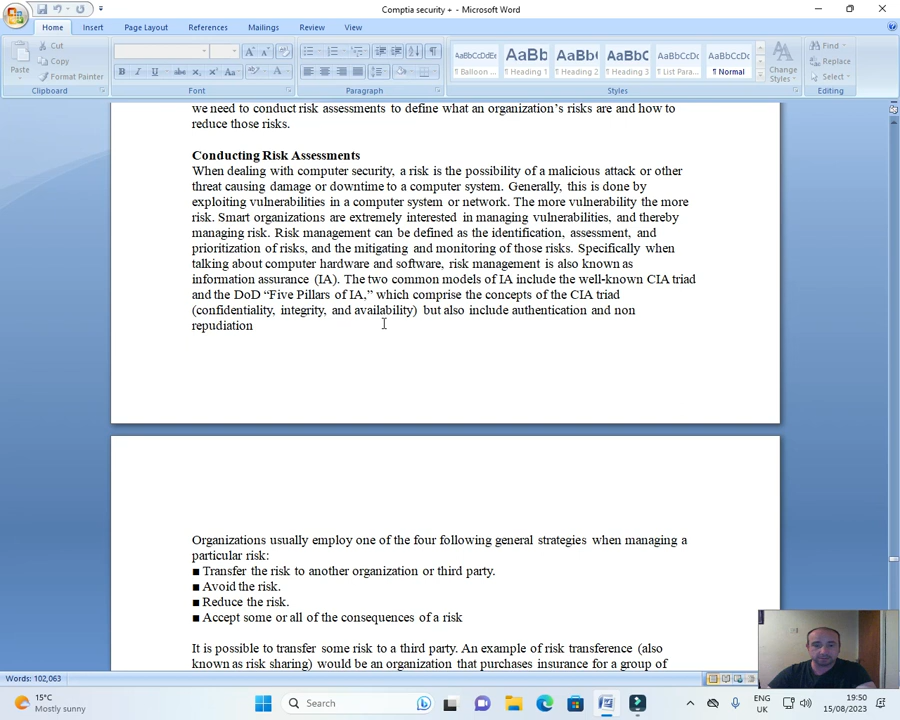 Comptia security + - Microsoft Word
Home Insert Page Layout References Mailings Review View
Paste
Cut
Copy
Format Painter
Clipboard
Font
Paragraph
AaBbCcDdEe AaBb AaBb( AaBbC AaBbCcDd AaBbCcDd
¶ Balloon ... ¶ Heading 1 ¶ Heading 2 ¶ Heading 3 ¶ List Para... ¶ Normal
Change
Styles
Styles
Find
Replace
Select
Editing
we need to conduct risk assessments to define what an organization's risks are and how to
reduce those risks.
Conducting Risk Assessments
When dealing with computer security, a risk is the possibility of a malicious attack or other
threat causing damage or downtime to a computer system. Generally, this is done by
exploiting vulnerabilities in a computer system or network. The more vulnerability the more
risk. Smart organizations are extremely interested in managing vulnerabilities, and thereby
managing risk. Risk management can be defined as the identification, assessment, and
prioritization of risks, and the mitigating and monitoring of those risks. Specifically when
talking about computer hardware and software, risk management is also known as
information assurance (IA). The two common models of IA include the well-known CIA triad
and the DoD “Five Pillars of IA,” which comprise the concepts of the CIA triad
(confidentiality, integrity, and availability) but also include authentication and non
repudiation
Organizations usually employ one of the four following general strategies when managing a
particular risk:
■ Transfer the risk to another organization or third party.
■ Avoid the risk.
■ Reduce the risk.
■ Accept some or all of the consequences of a risk
It is possible to transfer some risk to a third party. An example of risk transference (also
known as risk sharing) would be an organization that purchases insurance for a group of
Words: 102,063
15°C
Mostly sunny
Search
ENG
UK
19:50
15/08/2023